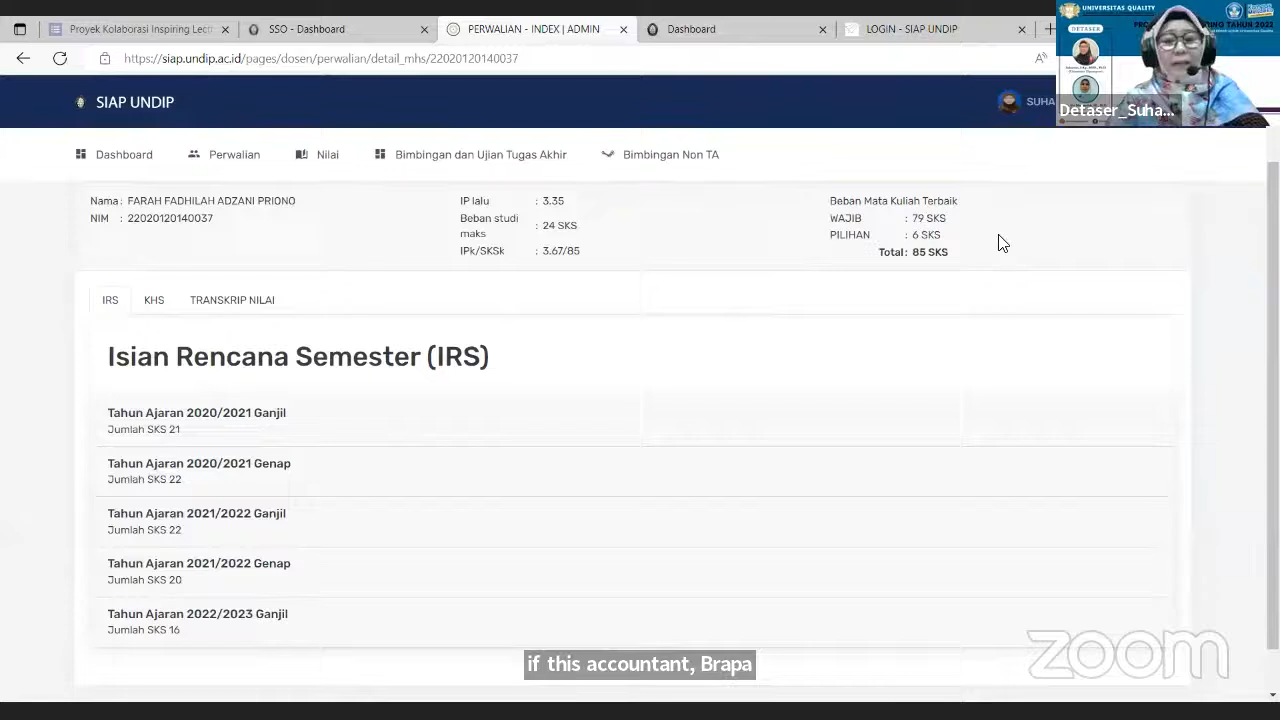 Proyek Kolaborasi Inspiring Lect
SSO - Dashboard
PERWALIAN - INDEX ADMIN
Dashboard
LOGIN - SIAP UNDIP
https://siap.undip.ac.id/pages/dosen/perwalian/detail_mhs/22020120140037
UNIVERSITAS QUALITY
DETASER
Detaser_Suha...
SIAP UNDIP
SUHA
Dashboard
Perwalian
Nilai
Bimbingan dan Ujian Tugas Akhir
Bimbingan Non TA
Nama : FARAH FADHILAH ADZANI PRIONO
NIM : 22020120140037
IP lalu : 3.35
Beban studi maks : 24 SKS
IPk/SKSk : 3.67/85
Beban Mata Kuliah Terbaik
WAJIB : 79 SKS
PILIHAN : 6 SKS
Total : 85 SKS
IRS
KHS
TRANSKRIP NILAI
Isian Rencana Semester (IRS)
Tahun Ajaran 2020/2021 Ganjil
Jumlah SKS 21
Tahun Ajaran 2020/2021 Genap
Jumlah SKS 22
Tahun Ajaran 2021/2022 Ganjil
Jumlah SKS 22
Tahun Ajaran 2021/2022 Genap
Jumlah SKS 20
Tahun Ajaran 2022/2023 Ganjil
Jumlah SKS 16
if this accountant, Brapa
zoom